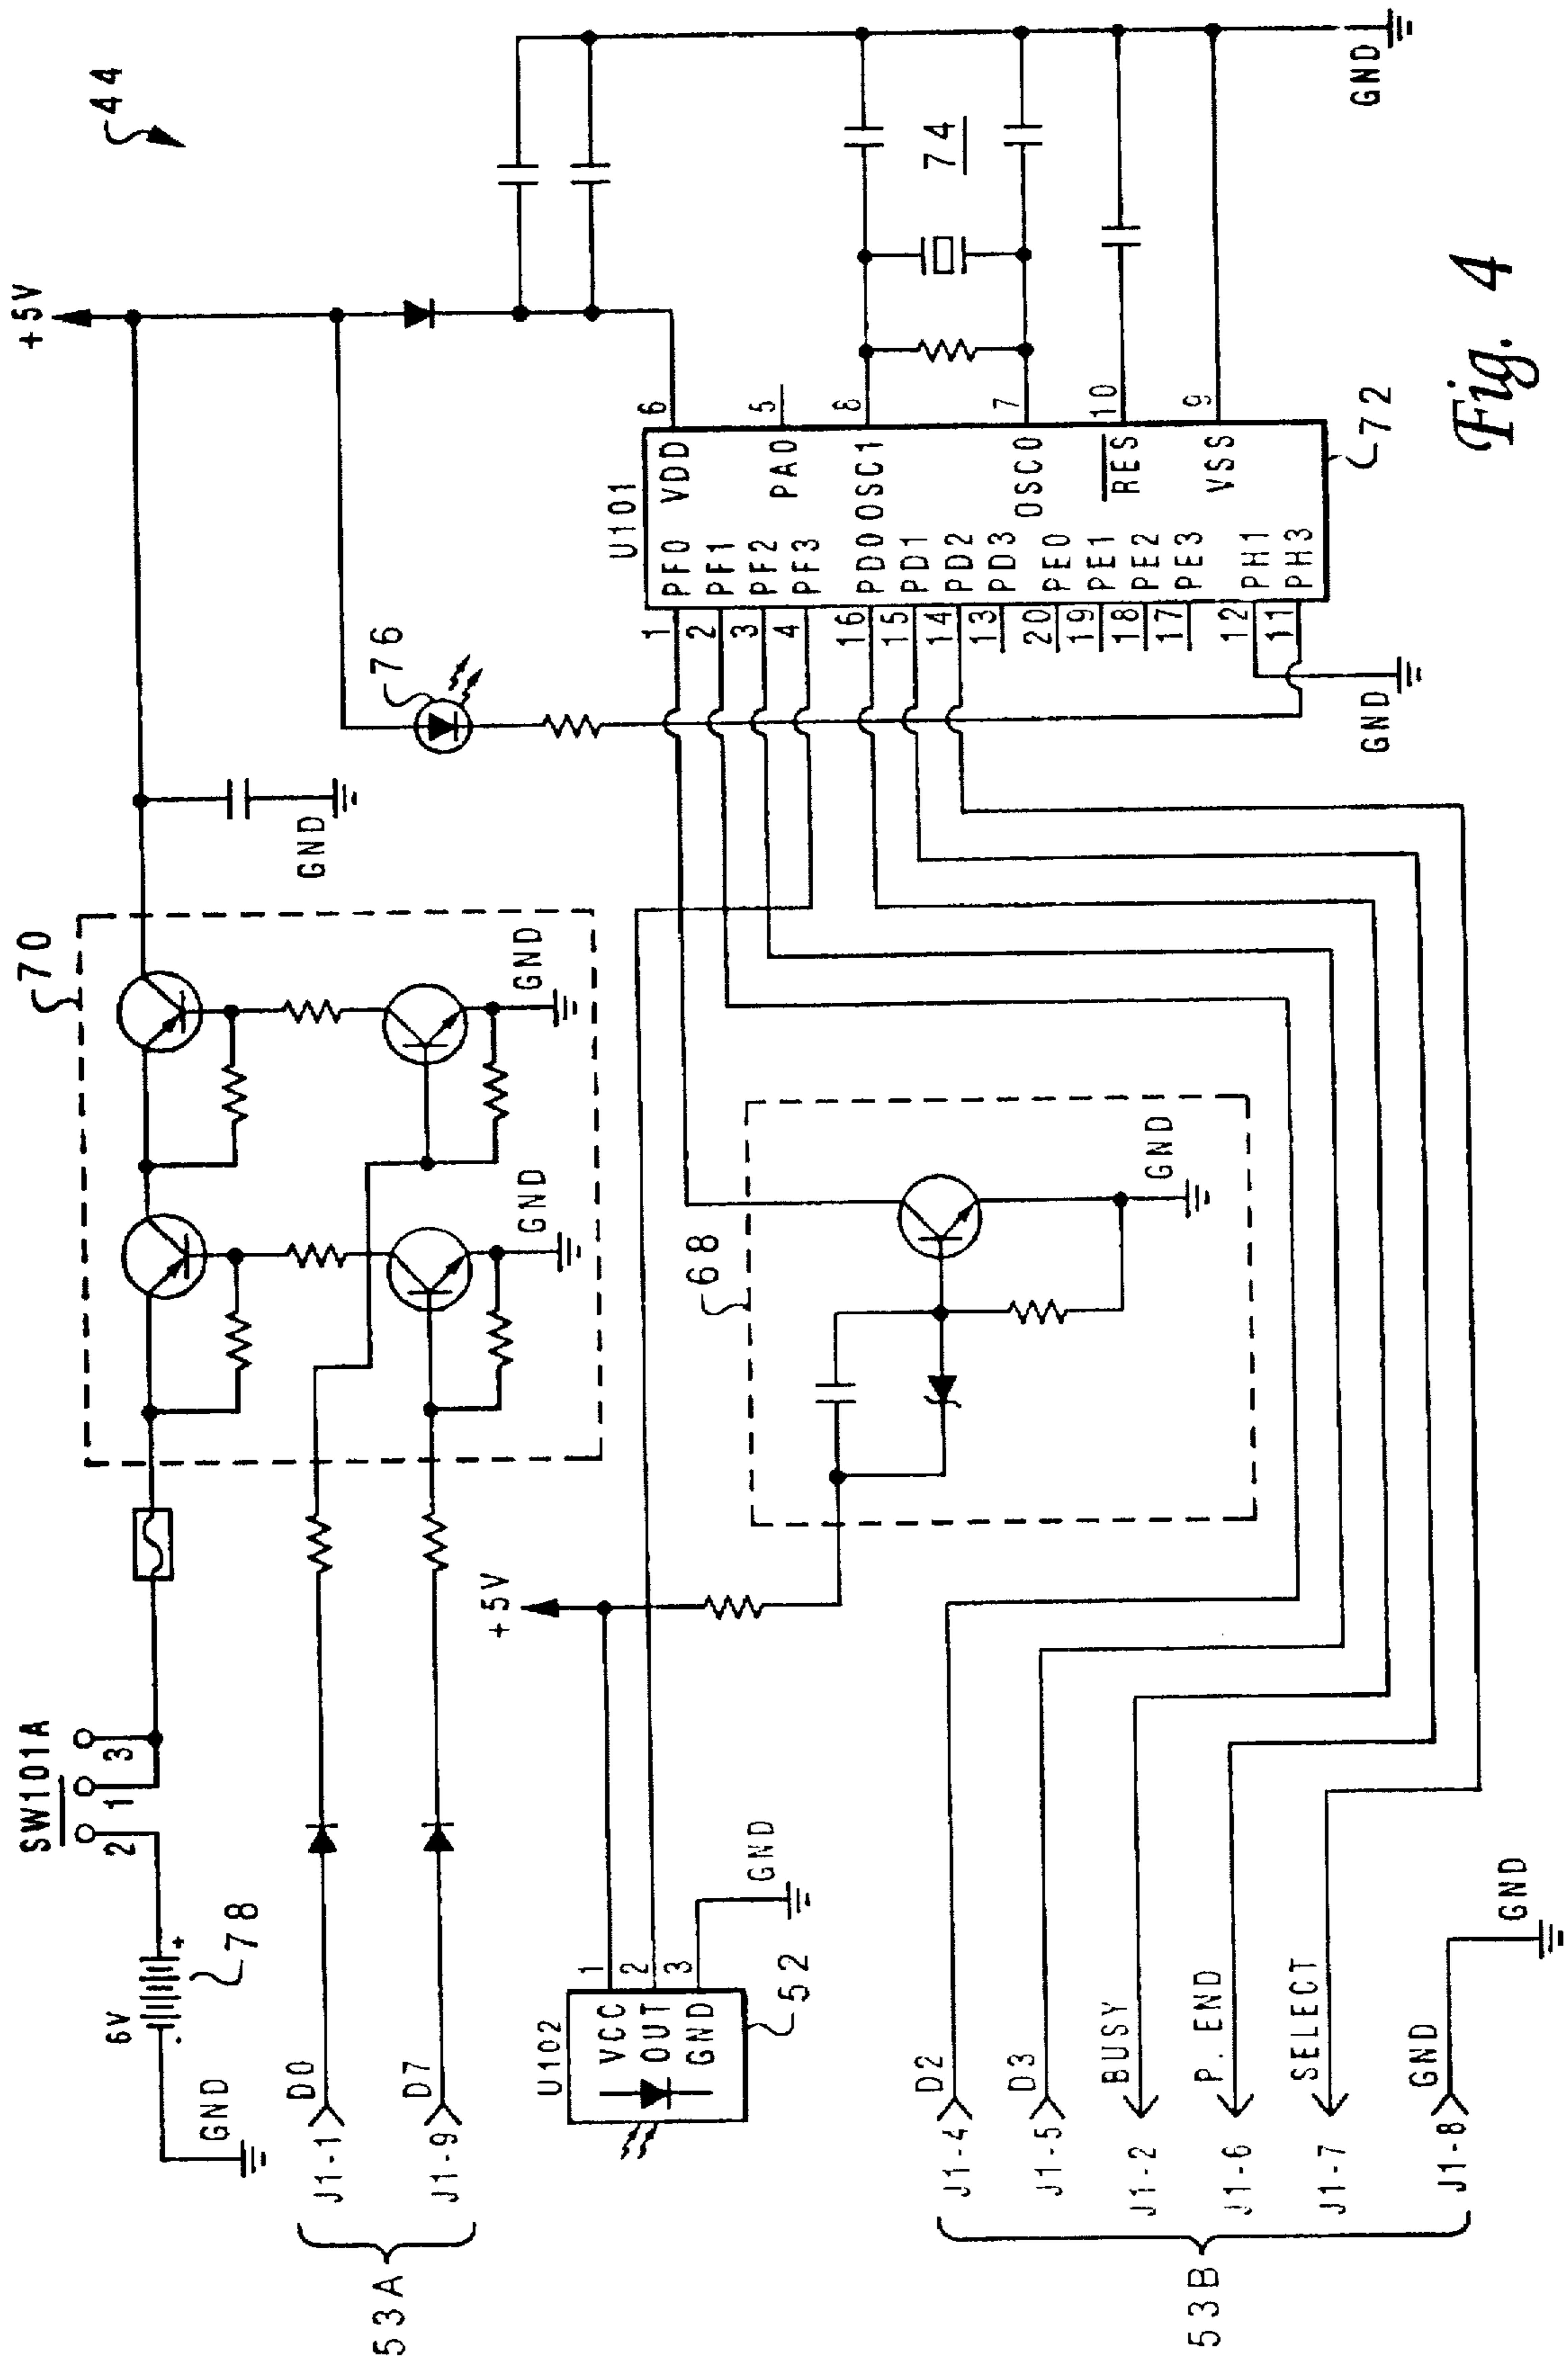 44
+5V
70
SW101A
2
1
3
6V
+
-
78
GND
GND
76
J1-1
D0
J1-9
D7
53A
GND
GND
U102
VCC
OUT
GND
1
2
3
52
GND
+5V
68
GND
U101
PF0
PF1
PF2
PF3
PD0
PD1
PD2
PD3
PE0
PE1
PE2
PE3
PH1
PH3
VDD
PA0
OSC1
OSC0
RES
VSS
1
2
3
4
16
15
14
13
20
19
18
17
12
11
6
5
8
7
10
9
74
72
GND
GND
J1-4
D2
J1-5
D3
J1-2
BUSY
J1-6
P. END
J1-7
SELECT
J1-8
GND
GND
53B
Fig. 4